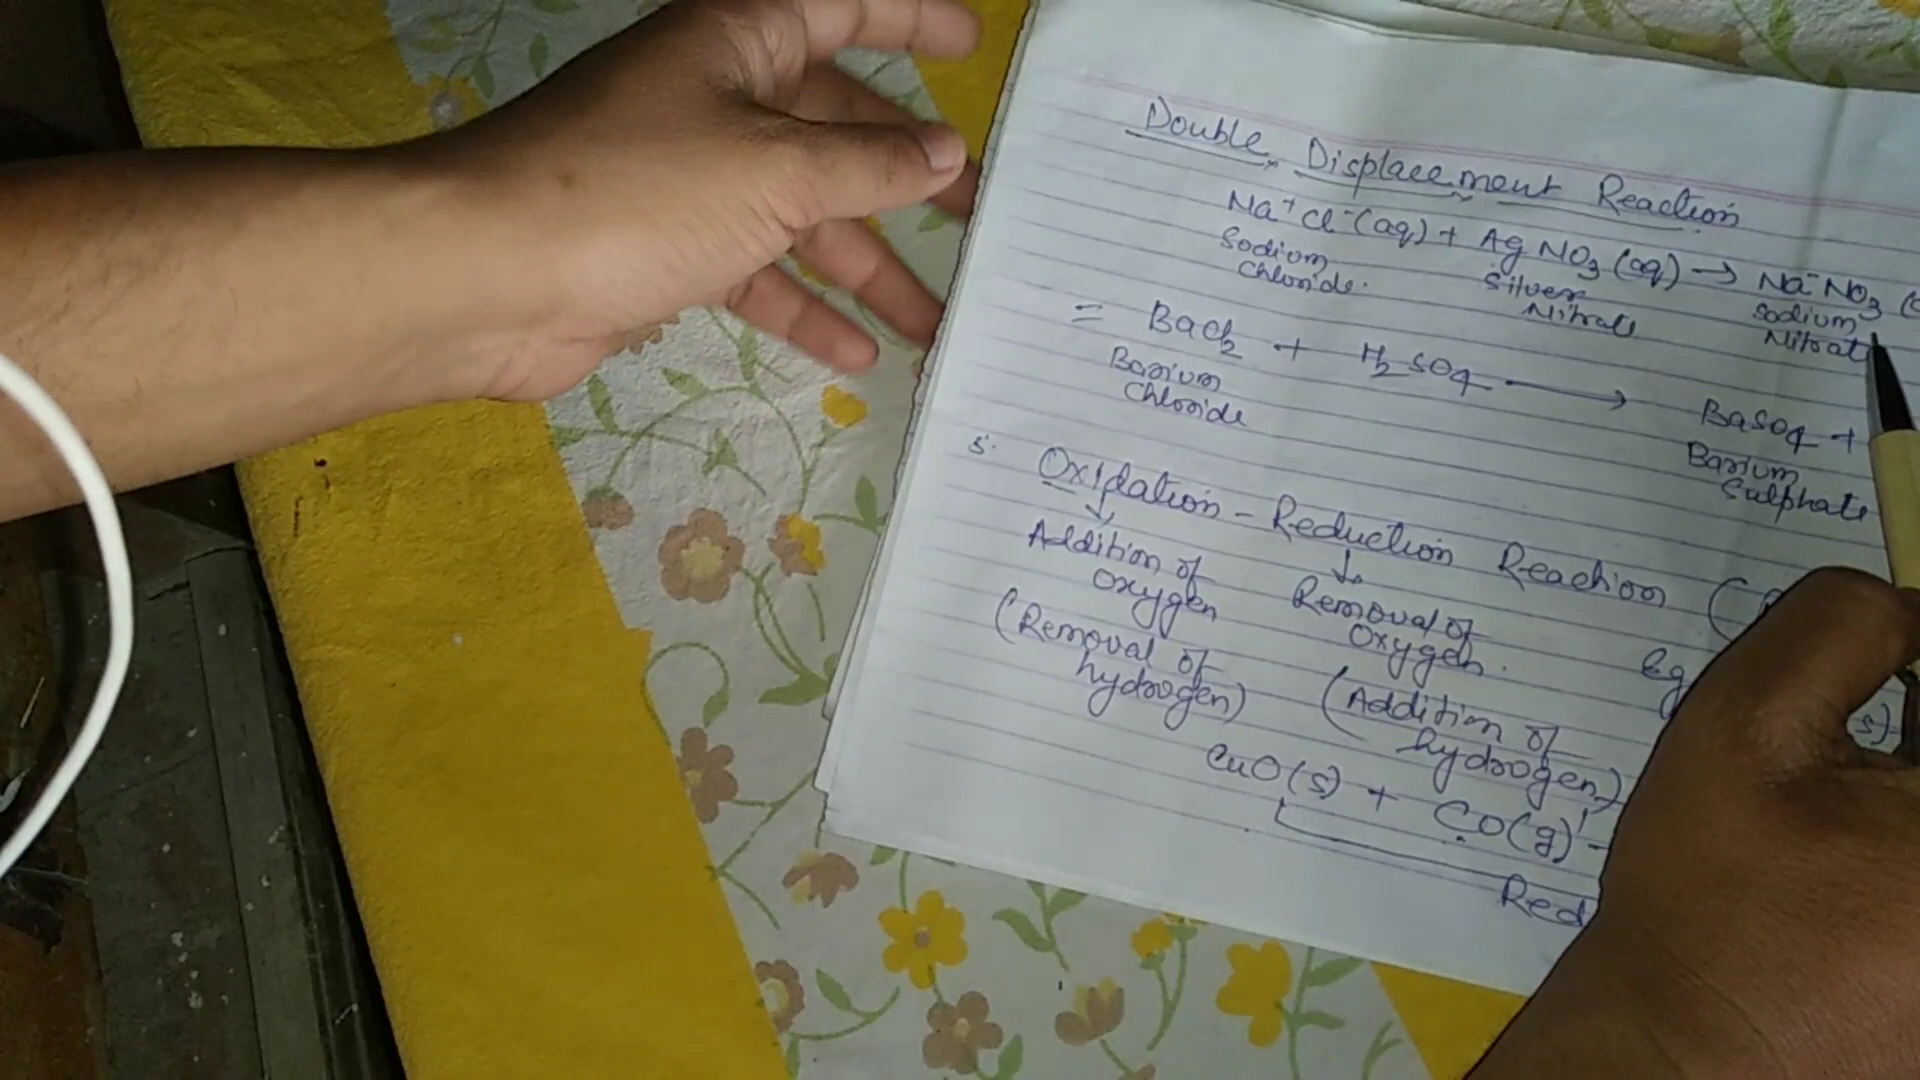 Double Displacement Reaction
Na⁺Cl⁻(aq) + AgNO₃(aq) → Na⁻NO₃
Sodium Chloride. Silver Nitrate Sodium Nitrat
= BaCl₂ + H₂SO₄ → BaSO₄ +
Barium Chloride Barium Sulphate
5. Oxidation - Reduction Reaction (
↓ ↓
Addition of Oxygen Removal of Oxygen. eg
(Removal of hydrogen) (Addition of hydrogen) s)
CuO(s) + CO(g) -
Red